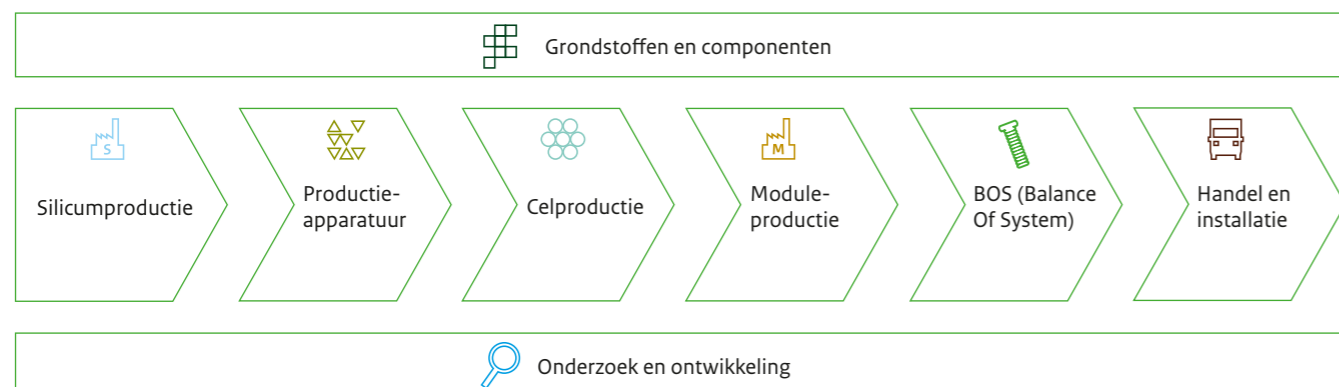 Grondstoffen en componenten
S
Silicumproductie
Productie-
apparatuur
Celproductie
M
Module-
productie
BOS (Balance
Of System)
Handel en
installatie
Onderzoek en ontwikkeling